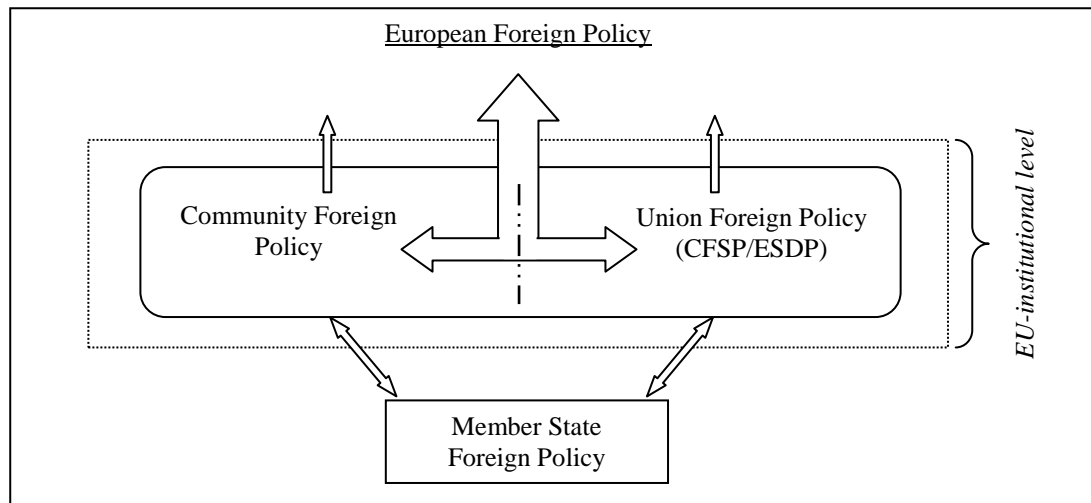 European Foreign Policy
Community Foreign
Policy
Union Foreign Policy
(CFSP/ESDP)
EU-institutional level
Member State
Foreign Policy